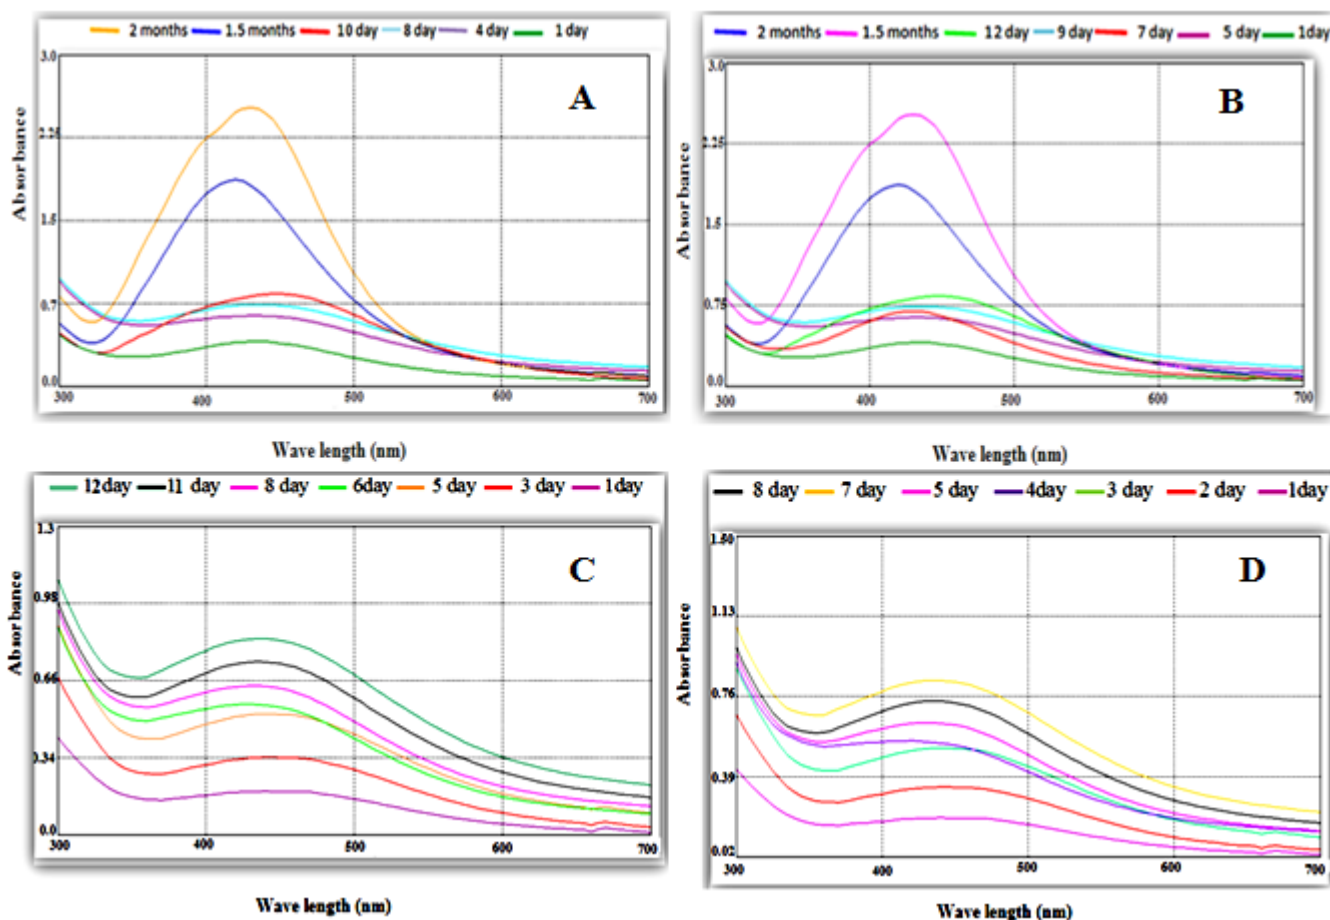 2 months 1.5 months 10 day 8 day 4 day 1 day
3.0
A
2.25
Absorbance
1.5
0.7
0.0
300 400 500 600 700
Wave length (nm)
2 months 1.5 months 12 day 9 day 7 day 5 day 1day
3.0
B
2.25
Absorbance
1.5
0.75
0.0
300 400 500 600 700
Wave length (nm)
12day 11 day 8 day 6day 5 day 3 day 1day
1.3
C
0.98
Absorbance
0.66
0.34
0.0
300 400 500 600 700
Wave length (nm)
8 day 7 day 5 day 4day 3 day 2 day 1day
1.50
D
1.13
Absorbance
0.76
0.39
0.02
300 400 500 600 700
Wave length (nm)